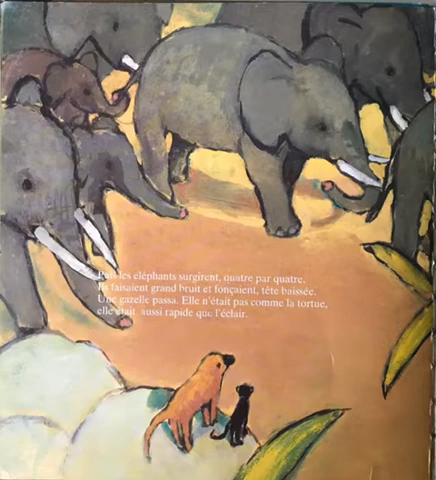 Puis les éléphants surgirent, quatre par quatre.
Ils faisaient grand bruit et fonçaient, tête baissée.
Une gazelle passa. Elle n'était pas comme la tortue,
elle était aussi rapide que l'éclair.